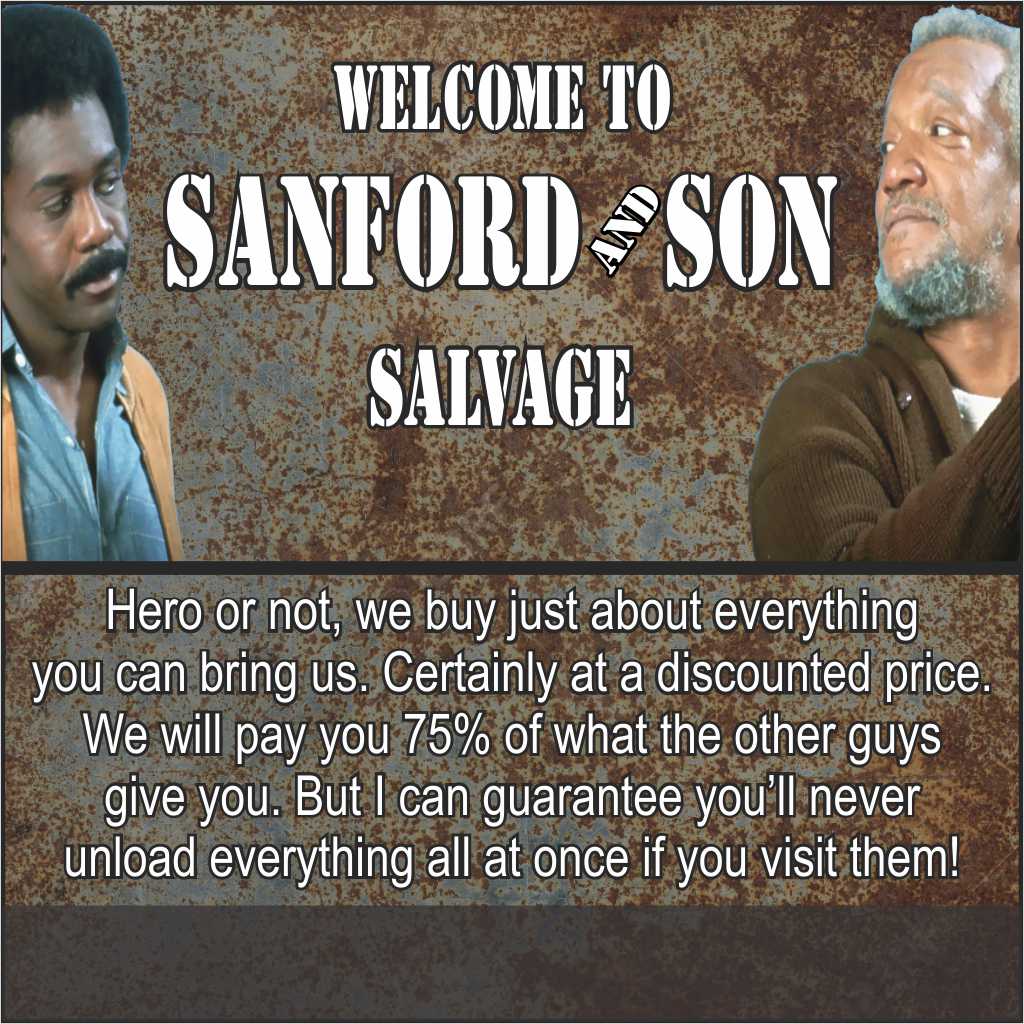 WELCOME TO
SANFORD AND SON
SALVAGE
Hero or not, we buy just about everything
you can bring us. Certainly at a discounted price.
We will pay you 75% of what the other guys
give you. But I can guarantee you’ll never
unload everything all at once if you visit them!